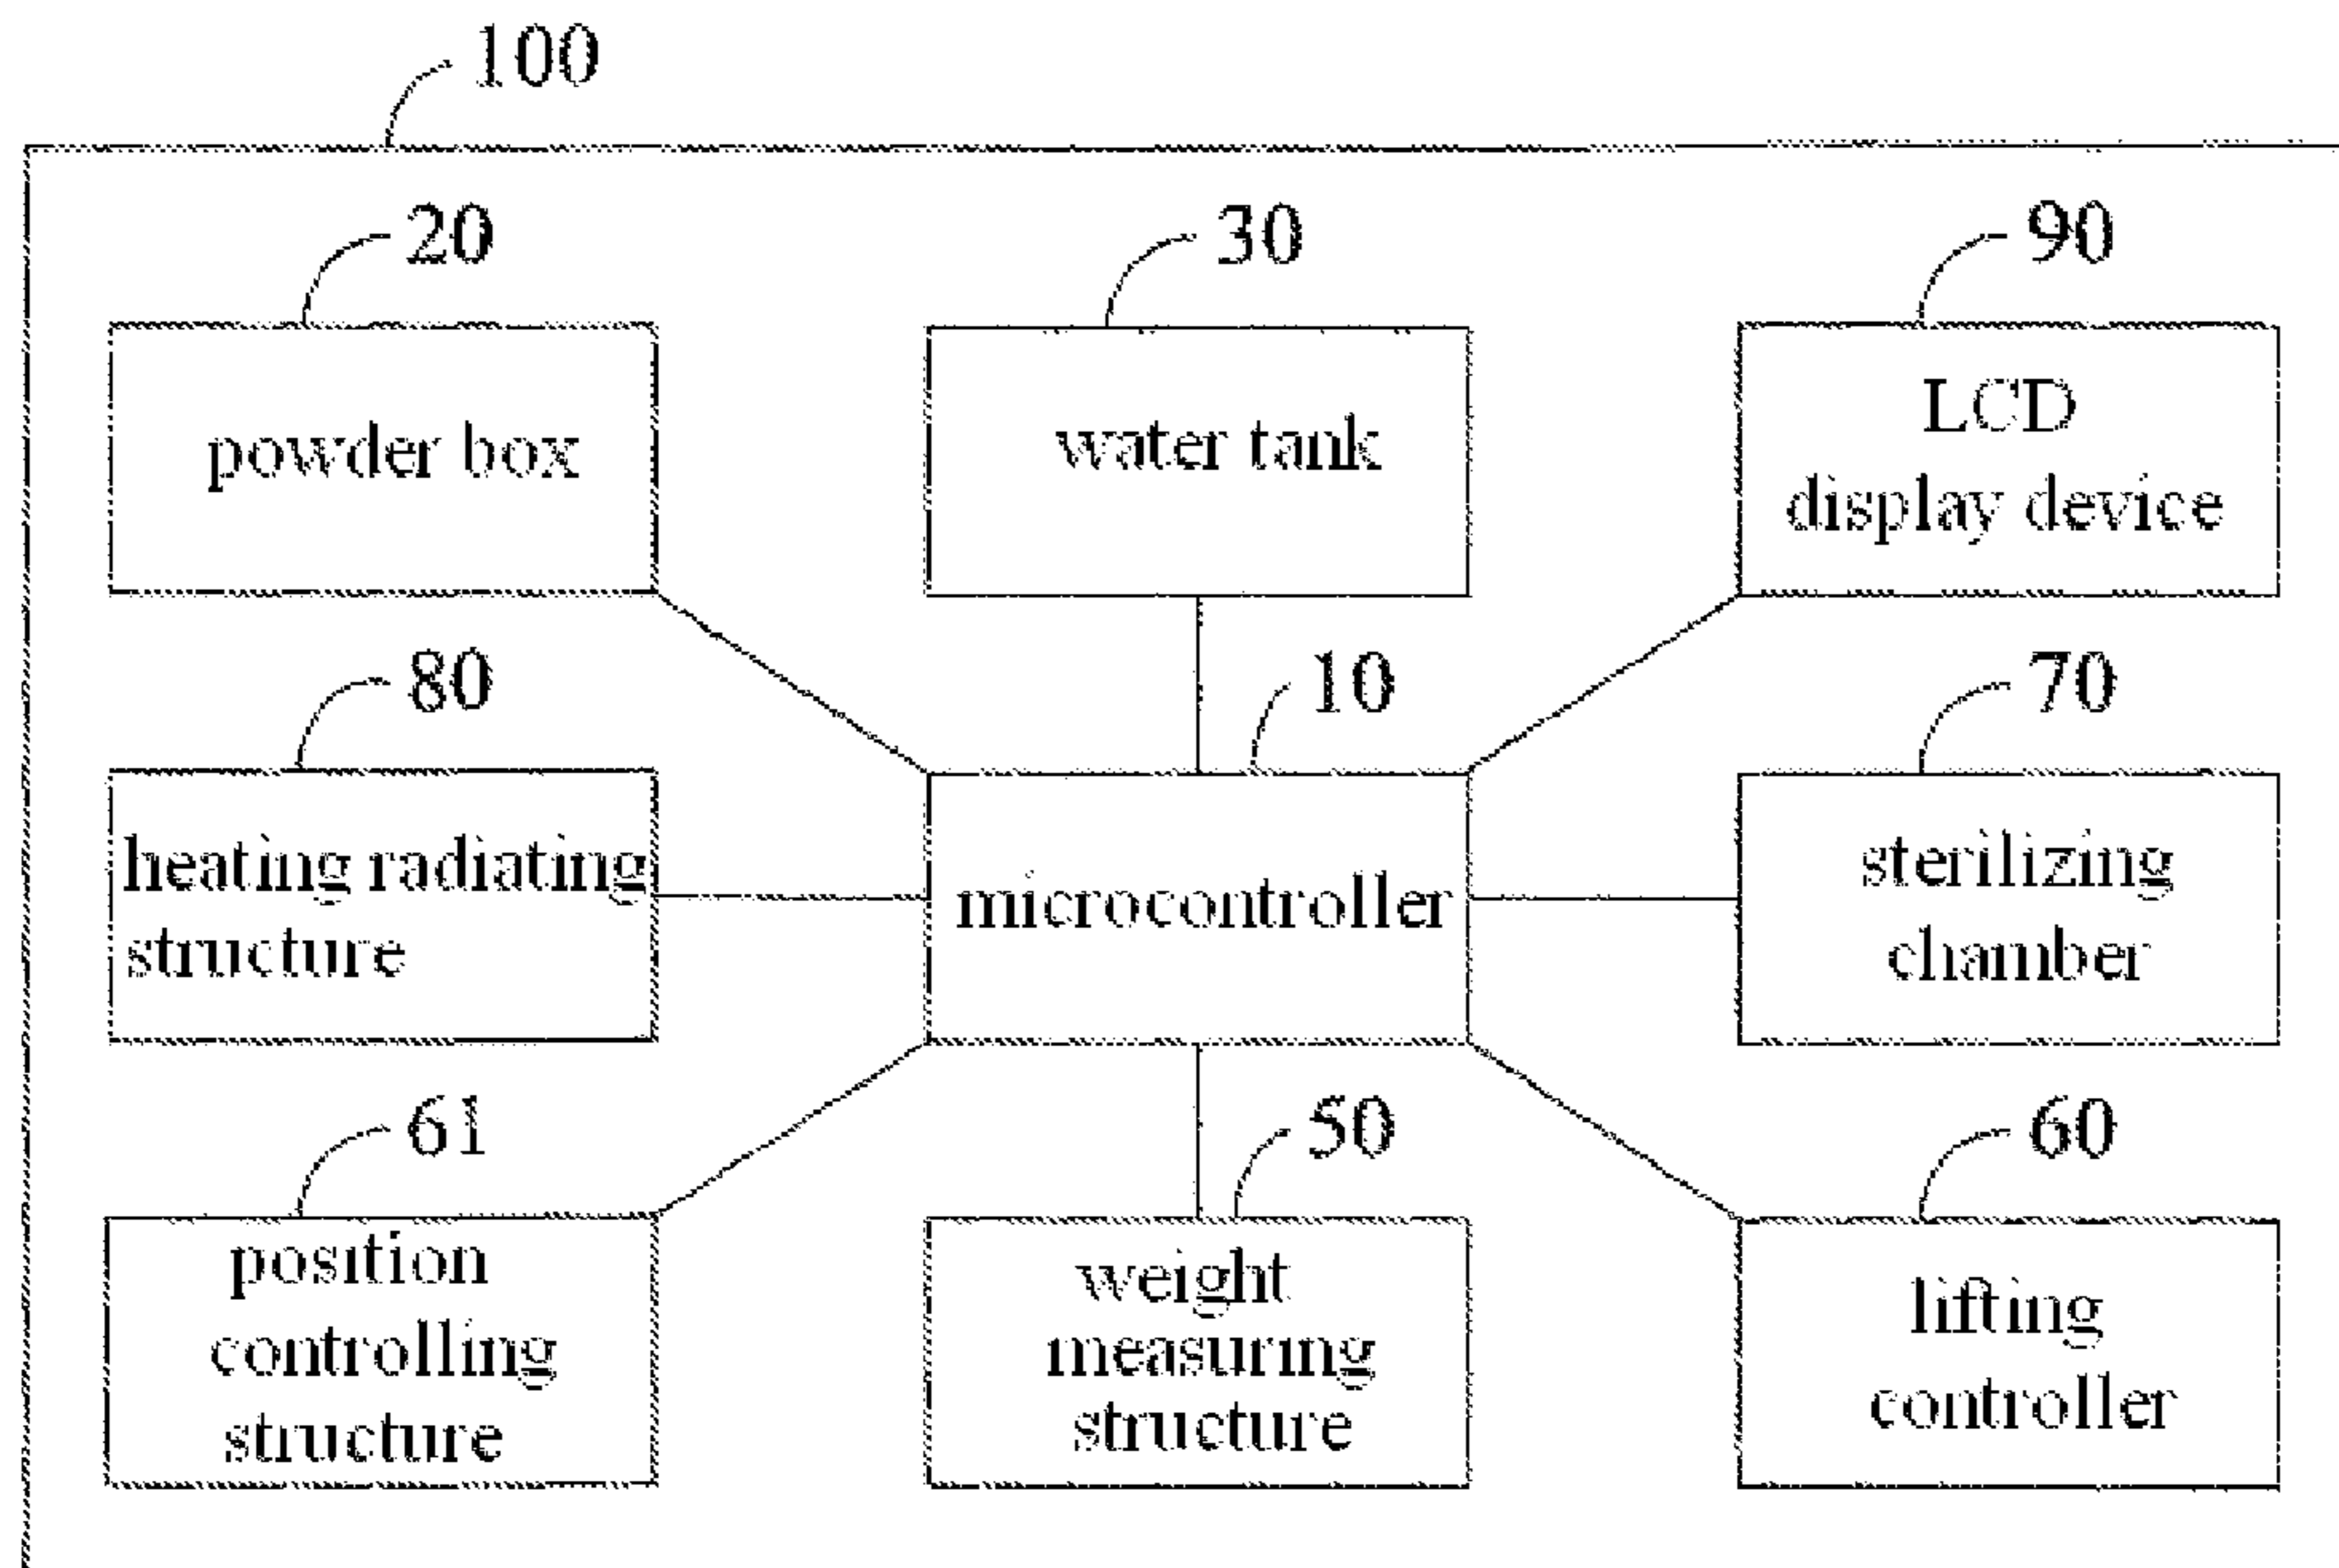 100
20
30
90
powder box
water tank
LCD
display device
80
10
70
heating radiating
structure
microcontroller
sterilizing
chamber
61
50
60
position
controlling
structure
weight
measuring
structure
lifting
controller